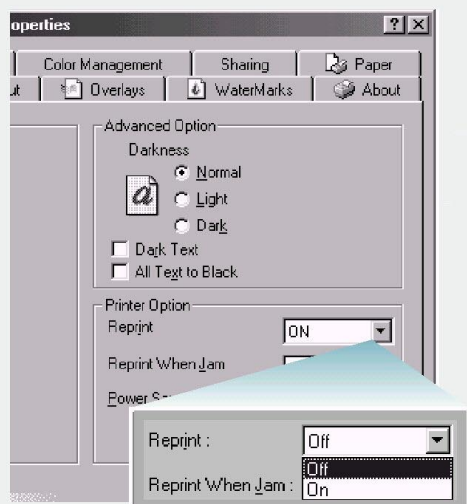 operties
Color Management Sharing Paper
ut Overlays WaterMarks About
Advanced Option
Darkness
Normal
Light
Dark
Dark Text
All Text to Black
Printer Option
Reprint ON
Reprint When Jam
Power
Reprint : Off
Off
Reprint When Jam : On